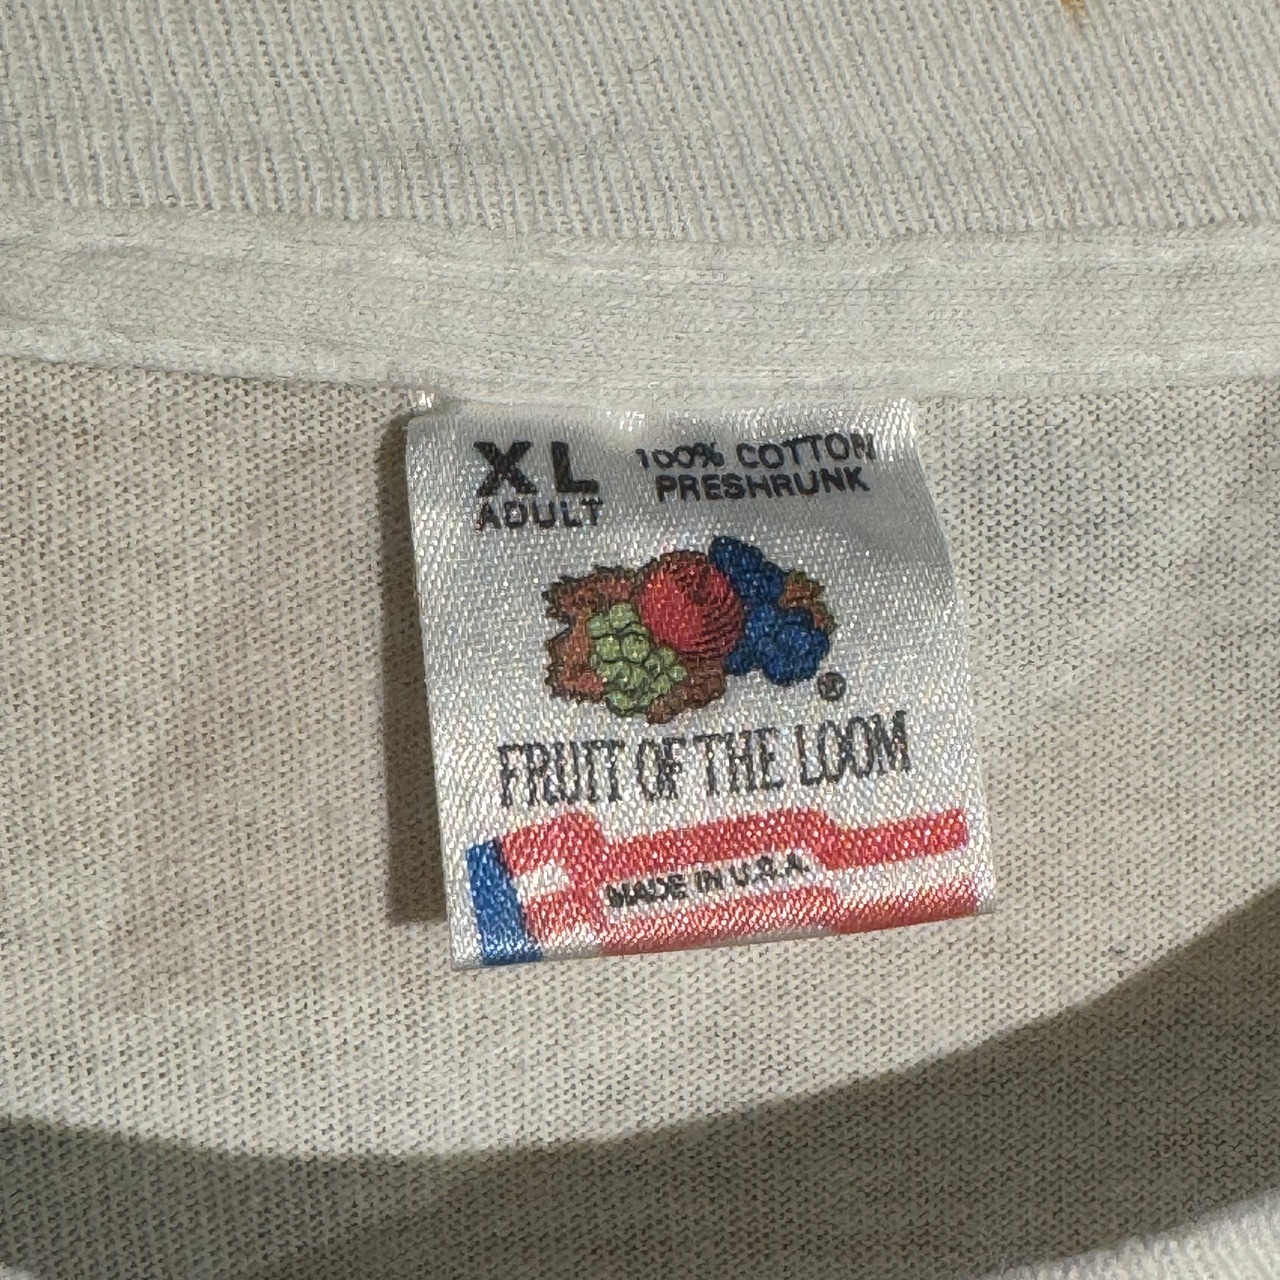 XL
ADULT
100% COTTON
PRESHRUNK
®
FRUIT OF THE LOOM
MADE IN U.S.A.